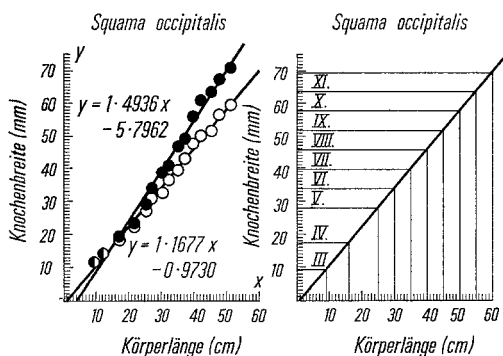 Squama occipitalis
y
70
60
50
40
30
20
10
Knochenbreite (mm)
y=1·4936 x
-5,7962
y= 1·1677 x
-0,9730
x
10 20 30 40 50 60
Körperlänge (cm)
Squama occipitalis
70
60
50
40
30
20
10
Knochenbreite (mm)
XI.
X.
IX.
VIII.
VII.
VI.
V.
IV.
III
10 20 30 40 50 60
Körperlänge (cm)